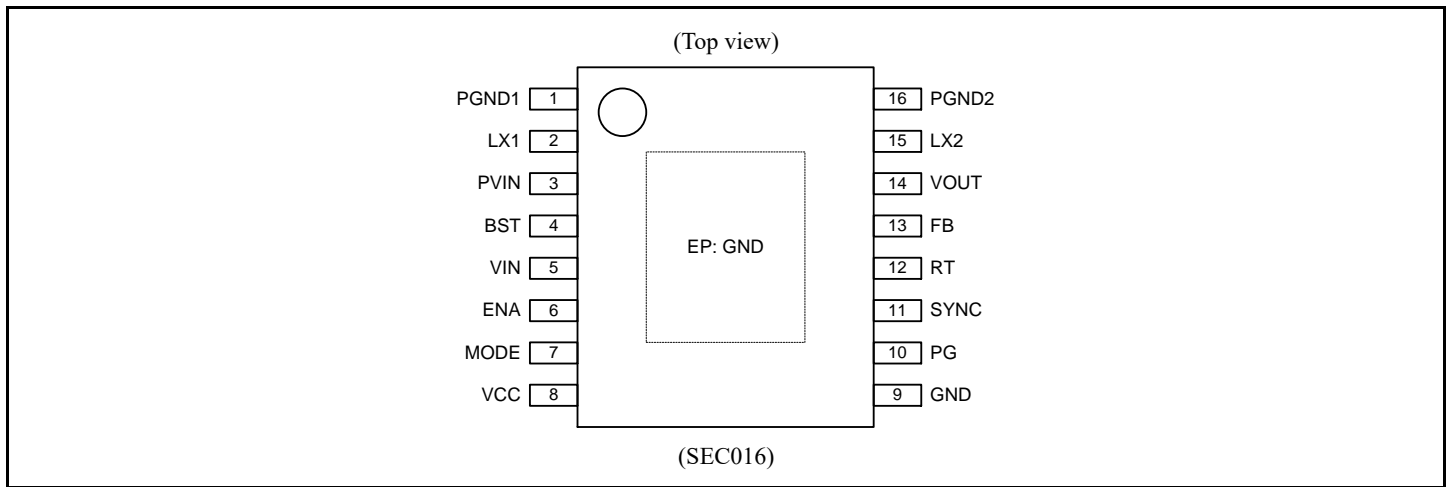 (Top view)
PGND1 1 16 PGND2
LX1 2 15 LX2
PVIN 3 14 VOUT
BST 4 13 FB
EP: GND
VIN 5 12 RT
ENA 6 11 SYNC
MODE 7 10 PG
VCC 8 9 GND
(SEC016)